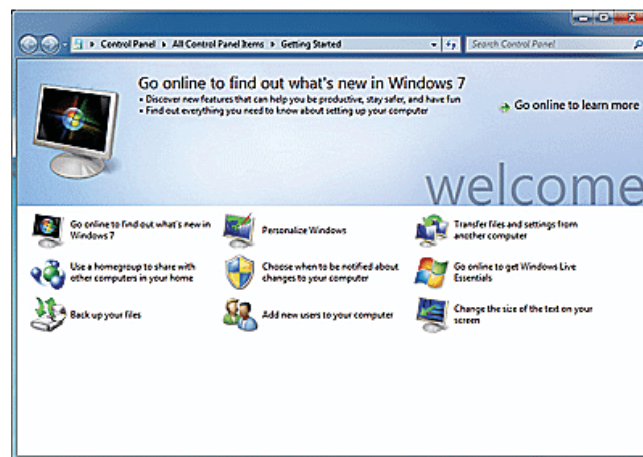 Control Panel ▸ All Control Panel Items ▸ Getting Started
Search Control Panel
Go online to find out what's new in Windows 7
• Discover new features that can help you be productive, stay safer, and have fun
• Find out everything you need to know about setting up your computer
Go online to learn more
welcome
Go online to find out what's new in
Windows 7
Personalize Windows
Transfer files and settings from
another computer
Use a homegroup to share with
other computers in your home
Choose when to be notified about
changes to your computer
Go online to get Windows Live
Essentials
Back up your files
Add new users to your computer
Change the size of the text on your
screen